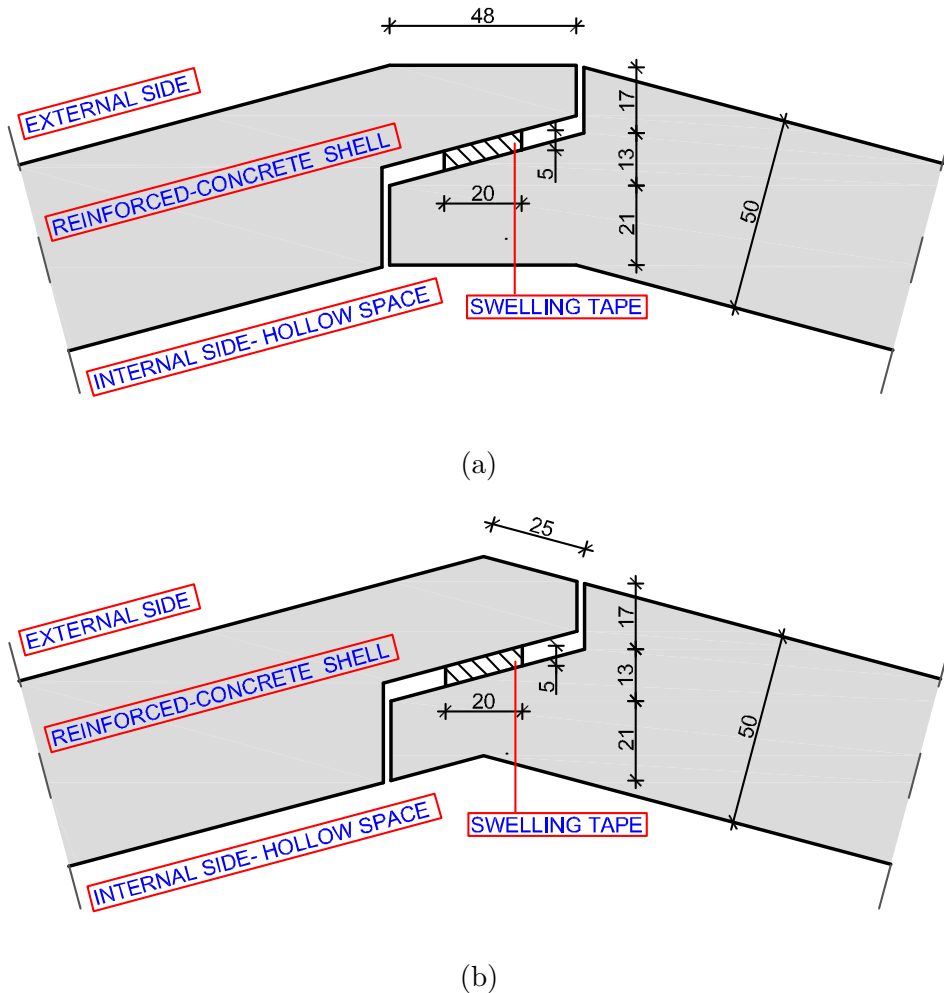 48
EXTERNAL SIDE
17
REINFORCED-CONCRETE SHELL
13
5
20
50
21
INTERNAL SIDE- HOLLOW SPACE
SWELLING TAPE
(a)
25
EXTERNAL SIDE
17
REINFORCED-CONCRETE SHELL
13
5
20
50
21
INTERNAL SIDE- HOLLOW SPACE
SWELLING TAPE
(b)